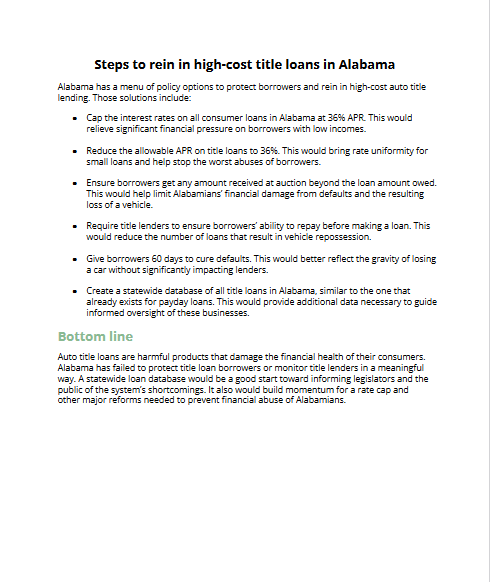 Steps to rein in high-cost title loans in Alabama
Alabama has a menu of policy options to protect borrowers and rein in high-cost auto title
lending. Those solutions include:
• Cap the interest rates on all consumer loans in Alabama at 36% APR. This would
relieve significant financial pressure on borrowers with low incomes.
• Reduce the allowable APR on title loans to 36%. This would bring rate uniformity for
small loans and help stop the worst abuses of borrowers.
• Ensure borrowers get any amount received at auction beyond the loan amount owed.
This would help limit Alabamians' financial damage from defaults and the resulting
loss of a vehicle.
• Require title lenders to ensure borrowers' ability to repay before making a loan. This
would reduce the number of loans that result in vehicle repossession.
• Give borrowers 60 days to cure defaults. This would better reflect the gravity of losing
a car without significantly impacting lenders.
• Create a statewide database of all title loans in Alabama, similar to the one that
already exists for payday loans. This would provide additional data necessary to guide
informed oversight of these businesses.
Bottom line
Auto title loans are harmful products that damage the financial health of their consumers.
Alabama has failed to protect title loan borrowers or monitor title lenders in a meaningful
way. A statewide loan database would be a good start toward informing legislators and the
public of the system's shortcomings. It also would build momentum for a rate cap and
other major reforms needed to prevent financial abuse of Alabamians.